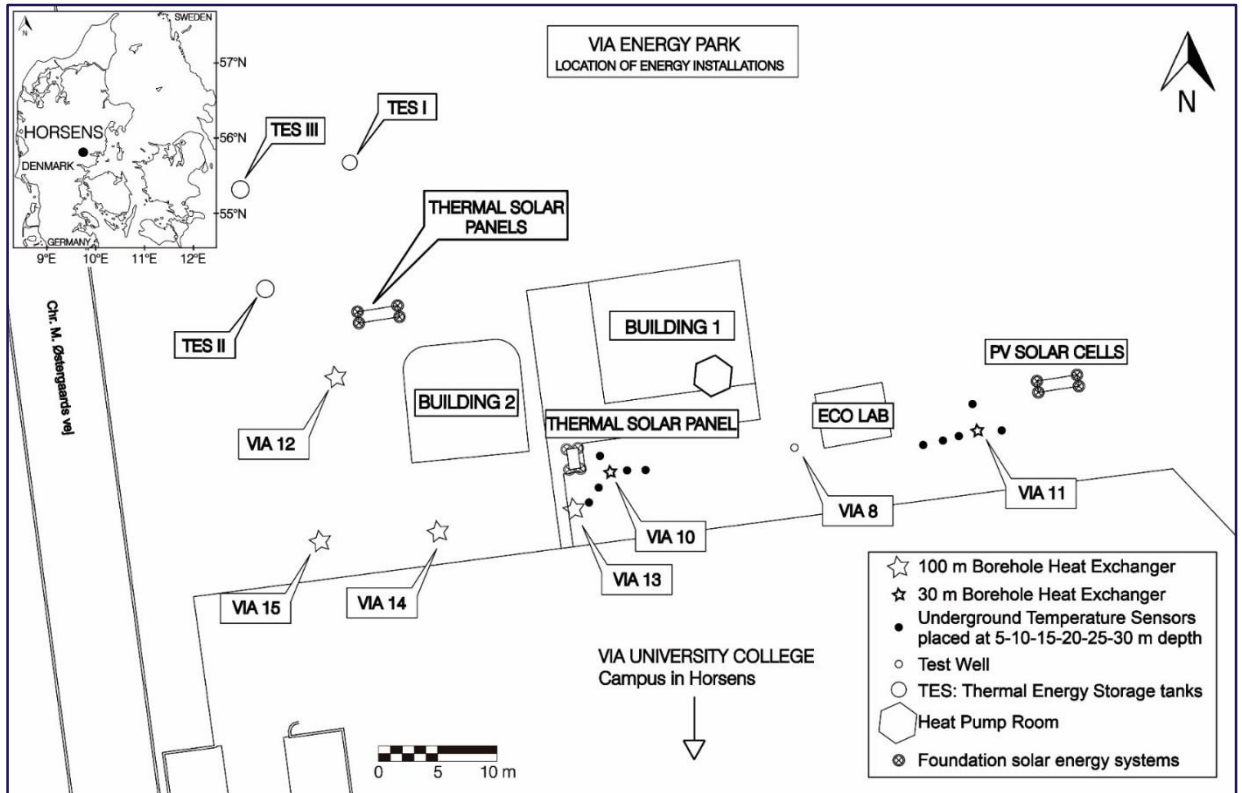 N
SWEDEN
57°N
HORSENS
56°N
DENMARK
55°N
GERMANY
9°E 10°E 11°E 12°E
VIA ENERGY PARK
LOCATION OF ENERGY INSTALLATIONS
N
TES III
TES I
THERMAL SOLAR
PANELS
Chr. M. Østergaards vej
TES II
BUILDING 1
PV SOLAR CELLS
BUILDING 2
THERMAL SOLAR PANEL
ECO LAB
VIA 12
VIA 8
VIA 11
VIA 10
VIA 13
VIA 15
VIA 14
VIA UNIVERSITY COLLEGE
Campus in Horsens
0 5 10 m
100 m Borehole Heat Exchanger
30 m Borehole Heat Exchanger
Underground Temperature Sensors
placed at 5-10-15-20-25-30 m depth
Test Well
TES: Thermal Energy Storage tanks
Heat Pump Room
Foundation solar energy systems